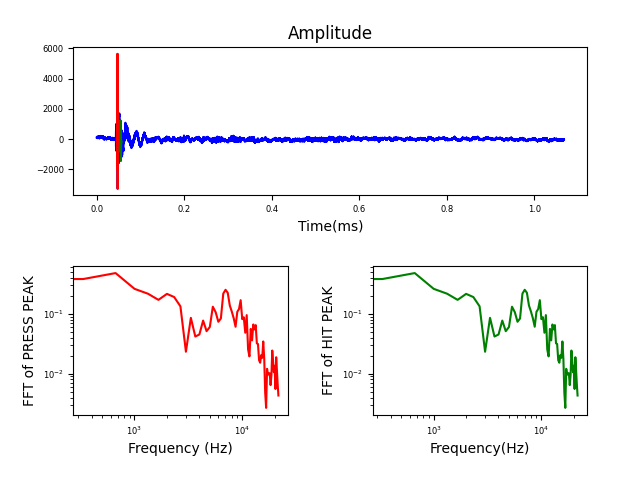 Amplitude
6000
4000
2000
0
−2000
0.0 0.2 0.4 0.6 0.8 1.0
Time(ms)
FFT of PRESS PEAK
10⁻¹
10⁻²
10³ 10⁴
Frequency (Hz)
FFT of HIT PEAK
10⁻¹
10⁻²
10³ 10⁴
Frequency(Hz)